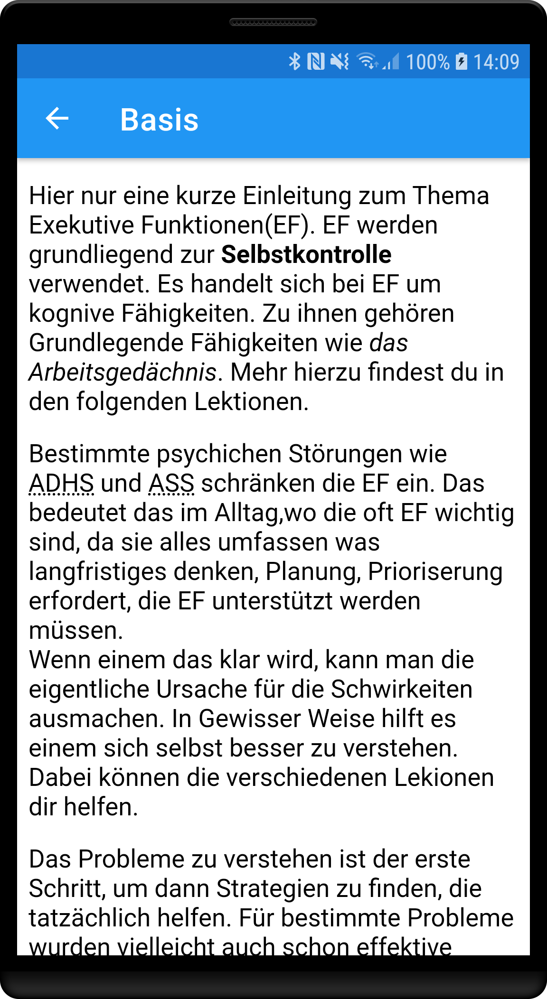 100% 14:09
Basis
Hier nur eine kurze Einleitung zum Thema
Exekutive Funktionen(EF). EF werden
grundliegend zur Selbstkontrolle
verwendet. Es handelt sich bei EF um
kognive Fähigkeiten. Zu ihnen gehören
Grundlegende Fähigkeiten wie das
Arbeitsgedächnis. Mehr hierzu findest du in
den folgenden Lektionen.
Bestimmte psychichen Störungen wie
ADHS und ASS schränken die EF ein. Das
bedeutet das im Alltag,wo die oft EF wichtig
sind, da sie alles umfassen was
langfristiges denken, Planung, Prioriserung
erfordert, die EF unterstützt werden
müssen.
Wenn einem das klar wird, kann man die
eigentliche Ursache für die Schwirkeiten
ausmachen. In Gewisser Weise hilft es
einem sich selbst besser zu verstehen.
Dabei können die verschiedenen Lekionen
dir helfen.
Das Probleme zu verstehen ist der erste
Schritt, um dann Strategien zu finden, die
tatzächlich helfen. Für bestimmte Probleme
wurden vielleicht auch schon effektive